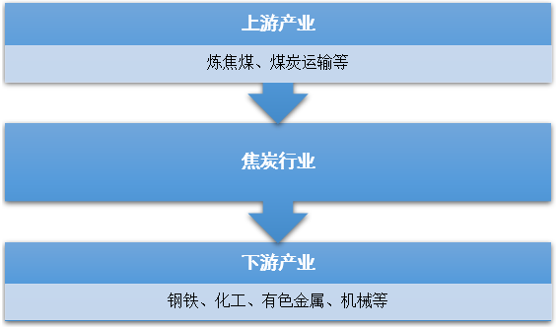 上游产业
炼焦煤、煤炭运输等
焦炭行业
下游产业
钢铁、化工、有色金属、机械等